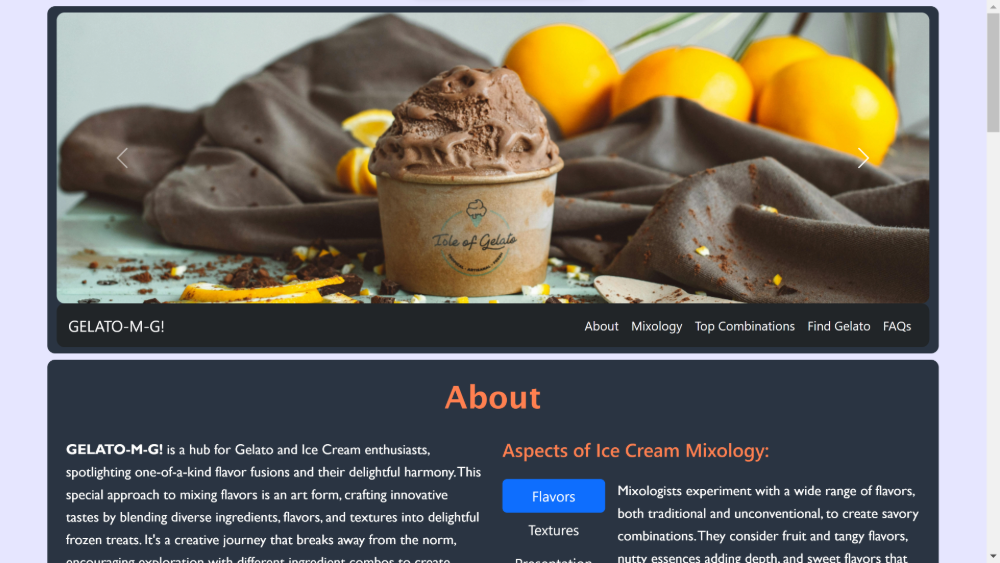 Isle of Gelato
GELATO-M-G!
About Mixology Top Combinations Find Gelato FAQs
About
GELATO-M-G! is a hub for Gelato and Ice Cream enthusiasts,
spotlighting one-of-a-kind flavor fusions and their delightful harmony. This
special approach to mixing flavors is an art form, crafting innovative
tastes by blending diverse ingredients, flavors, and textures into delightful
frozen treats. It's a creative journey that breaks away from the norm,
encouraging exploration with different ingredient combos to create
Aspects of Ice Cream Mixology:
Flavors
Textures
Presentation
Mixologists experiment with a wide range of flavors,
both traditional and unconventional, to create savory
combinations. They consider fruit and tangy flavors,
nutty essences adding depth, and sweet flavors that